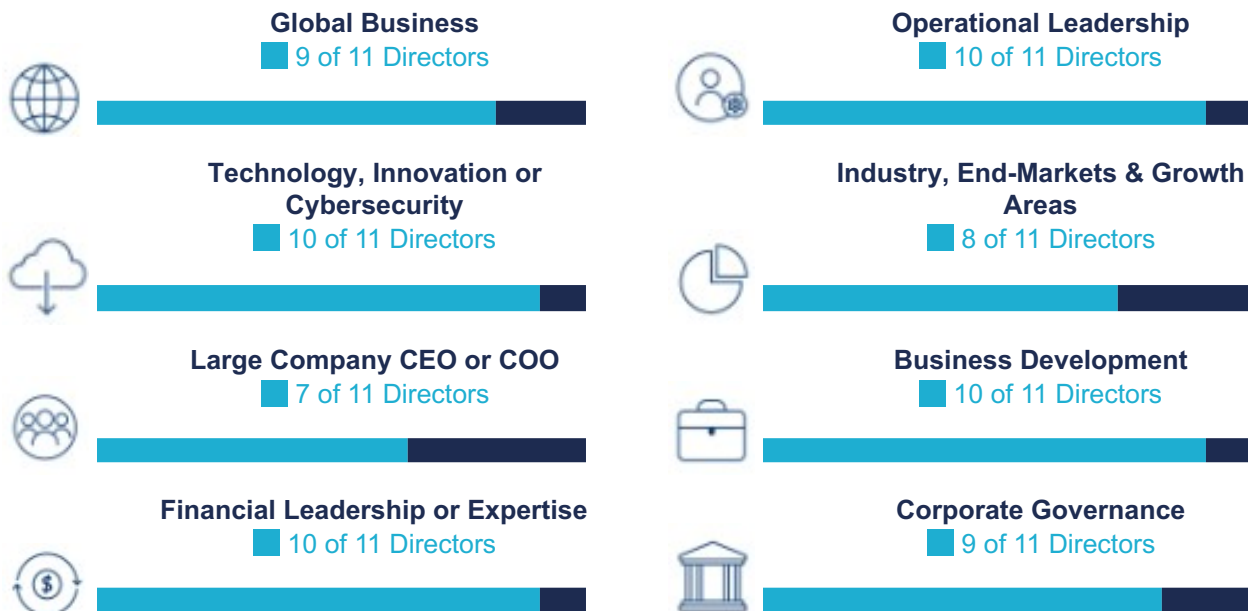 Global Business
9 of 11 Directors
Operational Leadership
10 of 11 Directors
Technology, Innovation or
Cybersecurity
10 of 11 Directors
Industry, End-Markets & Growth
Areas
8 of 11 Directors
Large Company CEO or COO
7 of 11 Directors
Business Development
10 of 11 Directors
Financial Leadership or Expertise
10 of 11 Directors
$
Corporate Governance
9 of 11 Directors